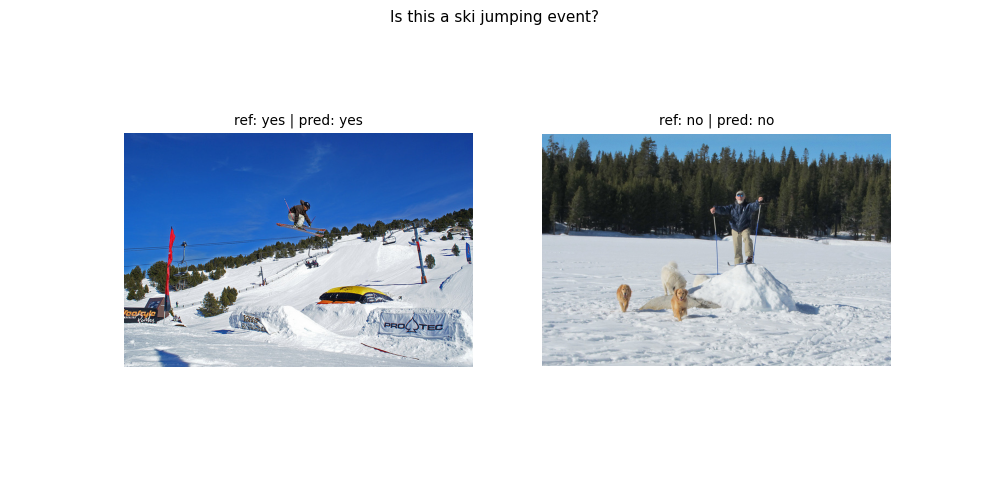 Is this a ski jumping event?
ref: yes | pred: yes
ref: no | pred: no
PROTEC